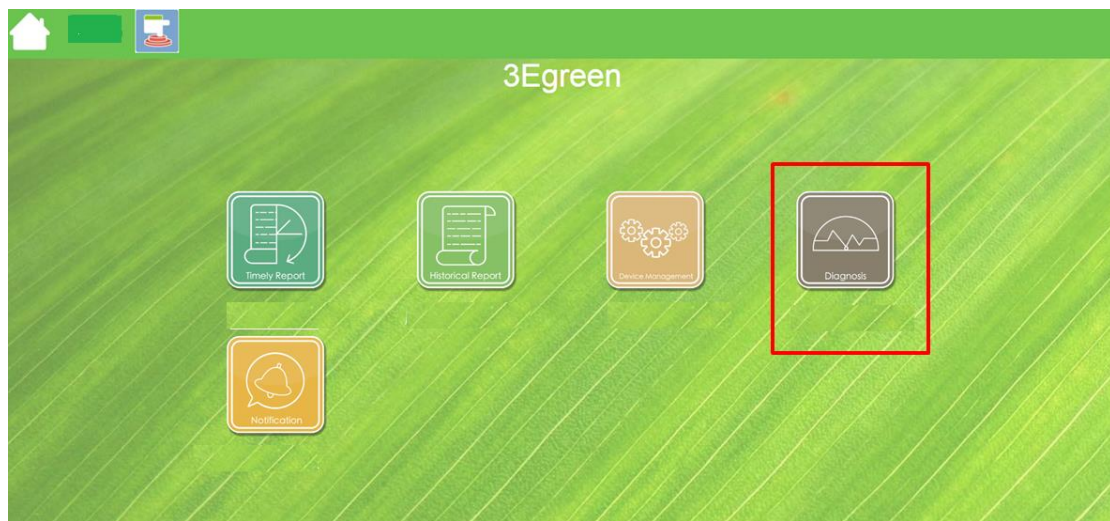 3Egreen
Timely Report
Historical Report
Device Management
Diagnosis
Notification